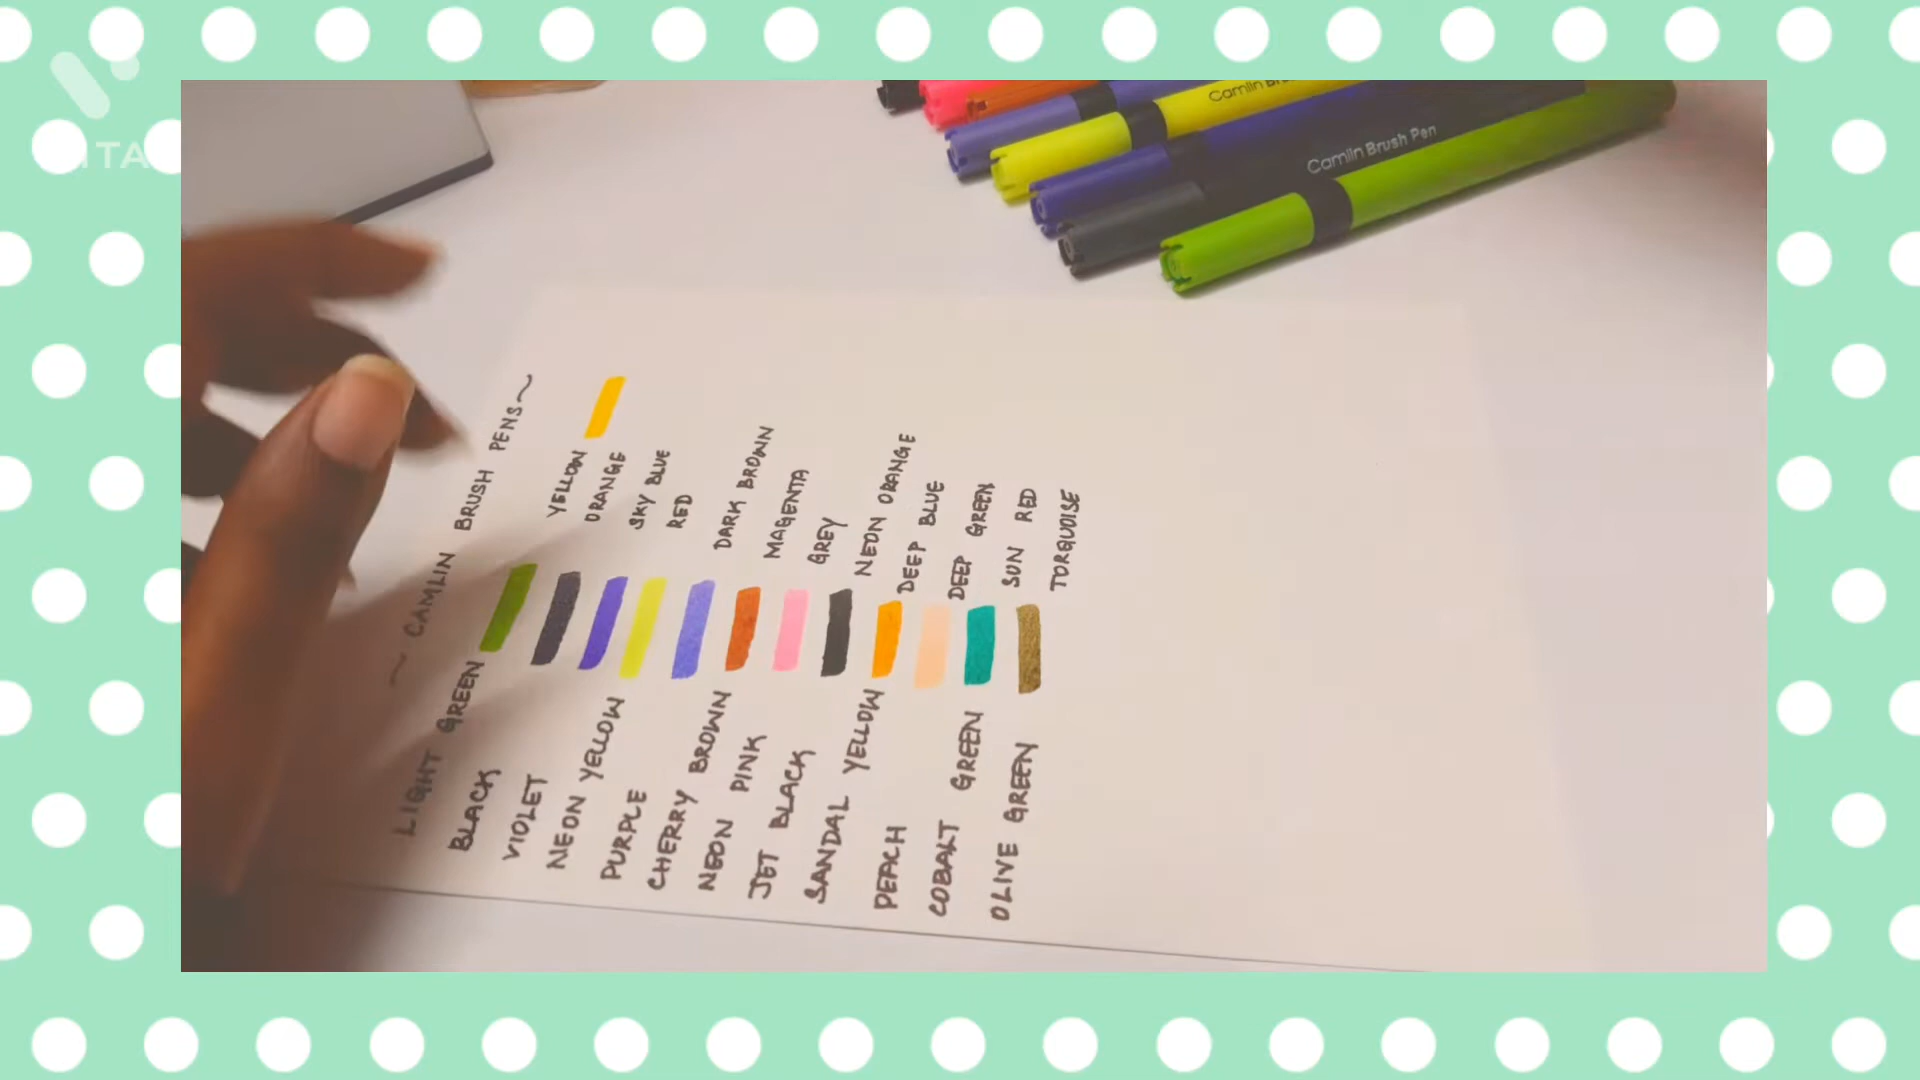 ~ CAMLIN BRUSH PENS ~
LIGHT GREEN
BLACK
VIOLET
NEON YELLOW
PURPLE
CHERRY BROWN
NEON PINK
JET BLACK
SANDAL YELLOW
PEACH
COBALT GREEN
OLIVE GREEN
YELLOW
ORANGE
SKY BLUE
RED
DARK BROWN
MAGENTA
GREY
NEON ORANGE
DEEP BLUE
DEEP GREEN
SUN RED
TORQUOISE
Camlin Brush Pen
Camlin